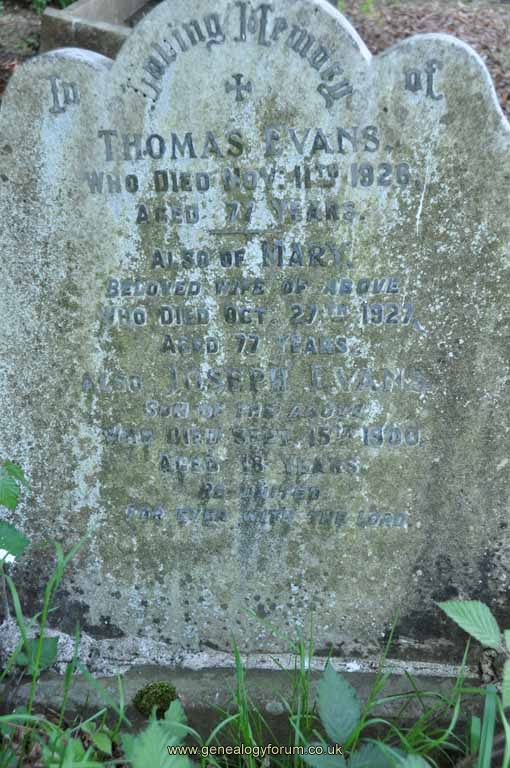 In Loving Memory of
THOMAS EVANS.
WHO DIED NOV. 11TH 1926,
AGED 77 YEARS.
ALSO OF MARY.
BELOVED WIFE OF ABOVE
WHO DIED OCT 27TH 1927,
AGED 77 YEARS.
ALSO JOSEPH EVANS
SON OF THE ABOVE
WHO DIED SEPT. 15TH 1900
AGED 18 YEARS.
RE-UNITED
FOR EVER WITH THE LORD.
www.genealogyforum.co.uk